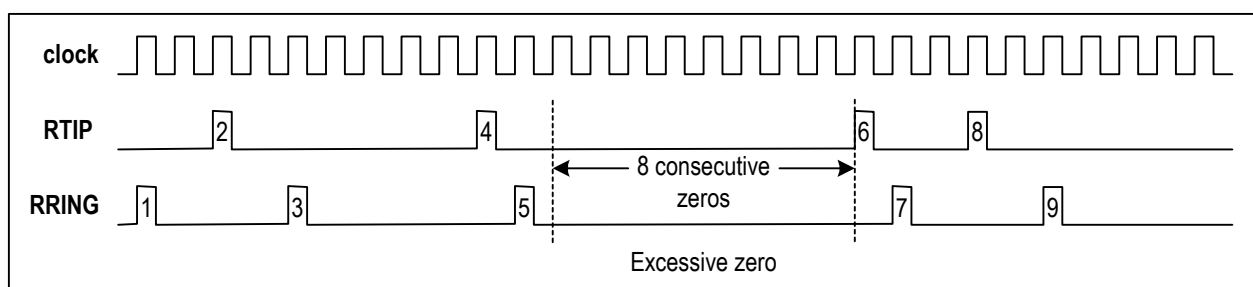 clock
RTIP
2
4
6
8
8 consecutive
zeros
RRING
1
3
5
7
9
Excessive zero